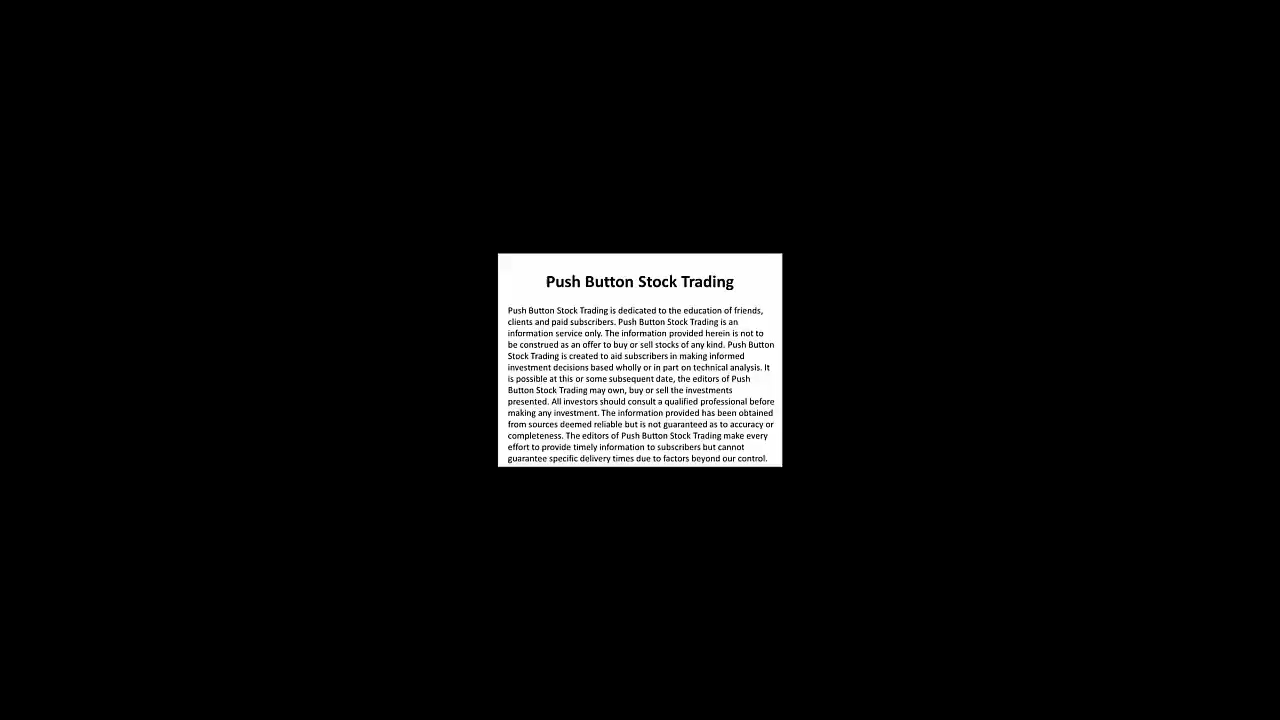 Push Button Stock Trading
Push Button Stock Trading is dedicated to the education of friends,
clients and paid subscribers. Push Button Stock Trading is an
information service only. The information provided herein is not to
be construed as an offer to buy or sell stocks of any kind. Push Button
Stock Trading is created to aid subscribers in making informed
investment decisions based wholly or in part on technical analysis. It
is possible at this or some subsequent date, the editors of Push
Button Stock Trading may own, buy or sell the investments
presented. All investors should consult a qualified professional before
making any investment. The information provided has been obtained
from sources deemed reliable but is not guaranteed as to accuracy or
completeness. The editors of Push Button Stock Trading make every
effort to provide timely information to subscribers but cannot
guarantee specific delivery times due to factors beyond our control.